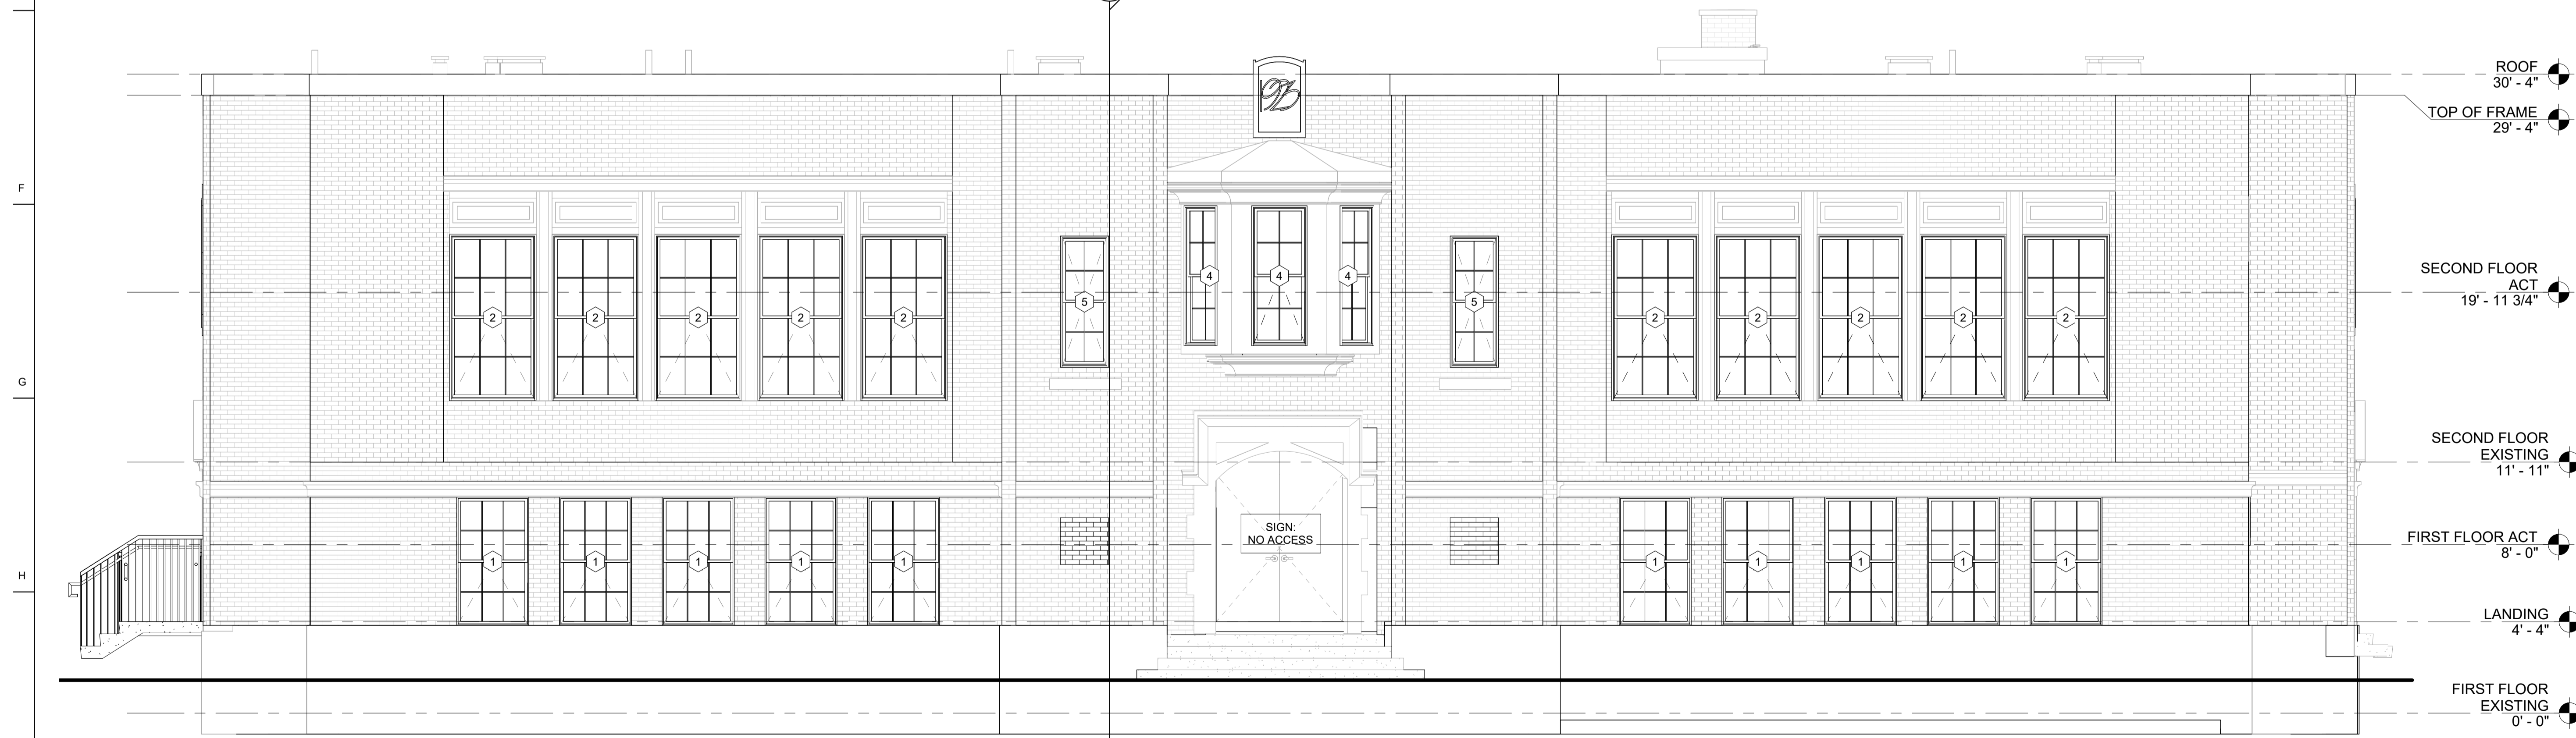 ROOF
30' - 4"
TOP OF FRAME
29' - 4"
F
4 4 4
SECOND FLOOR
ACT
19' - 11 3/4"
5 5
2 2 2 2 2 2 2 2 2 2
G
SECOND FLOOR
EXISTING
11' - 11"
SIGN:
NO ACCESS
FIRST FLOOR ACT
8' - 0"
1 1 1 1 1 1 1 1 1 1
H
LANDING
4' - 4"
FIRST FLOOR
EXISTING
0' - 0"